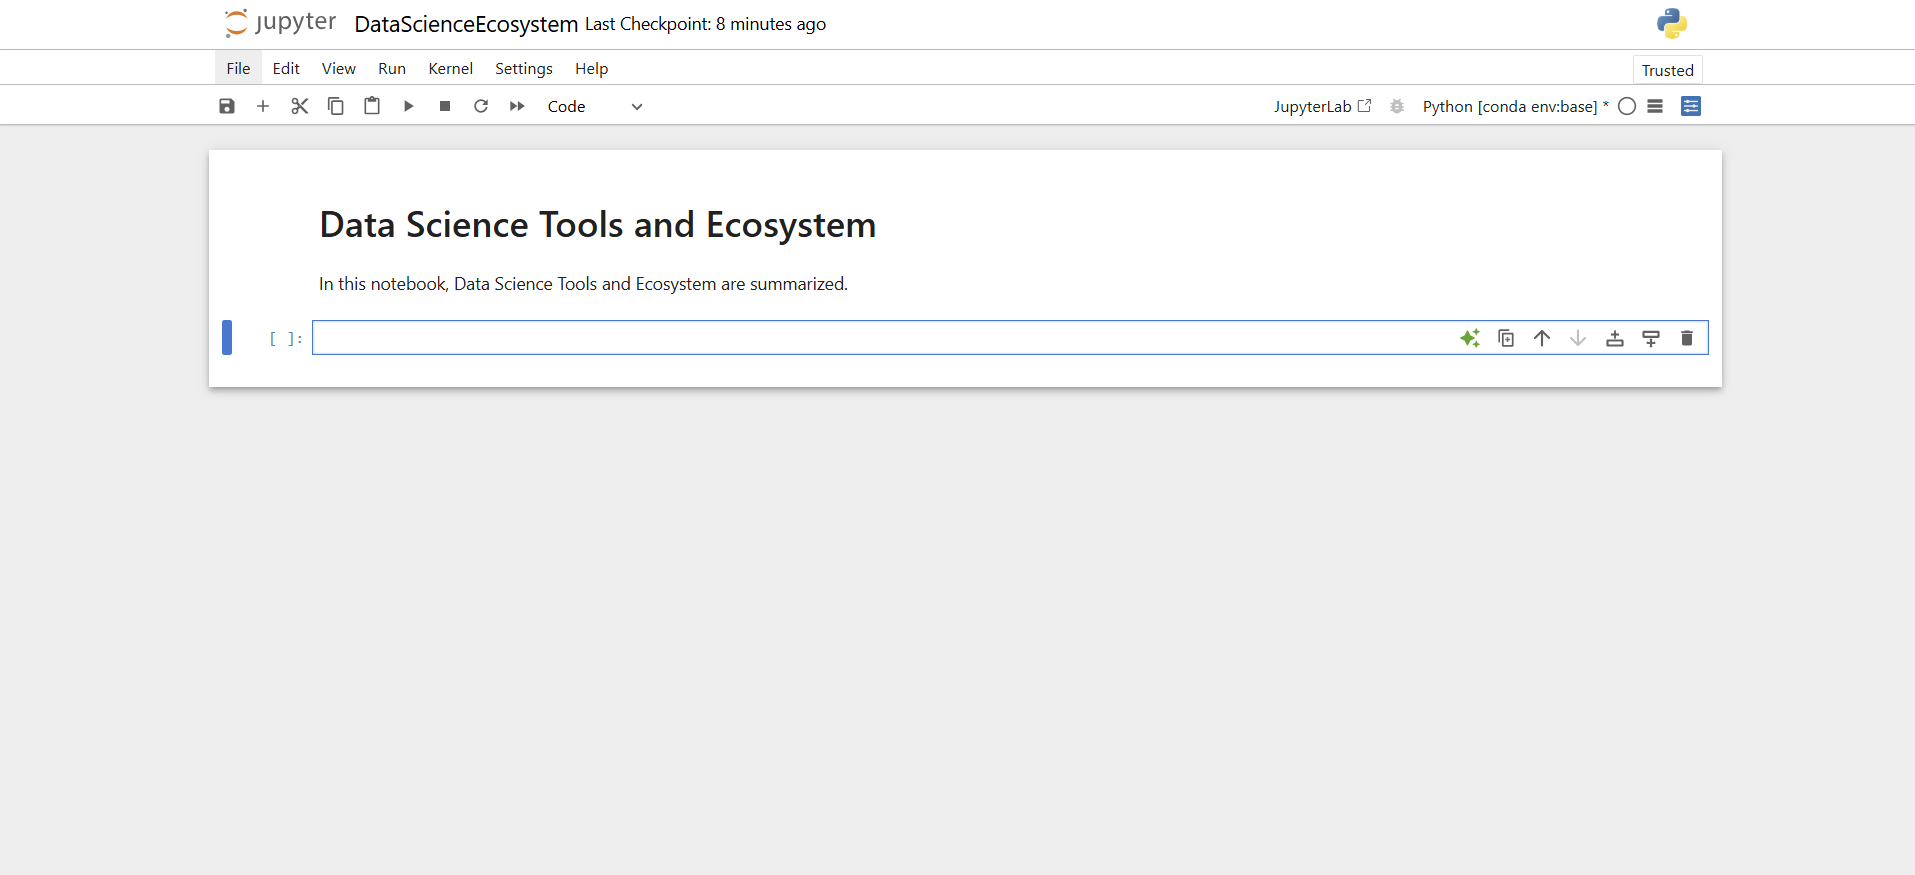 jupyter DataScienceEcosystem Last Checkpoint: 8 minutes ago
File Edit View Run Kernel Settings Help Trusted
Code JupyterLab Python [conda env:base] *
Data Science Tools and Ecosystem
In this notebook, Data Science Tools and Ecosystem are summarized.
[ ]: